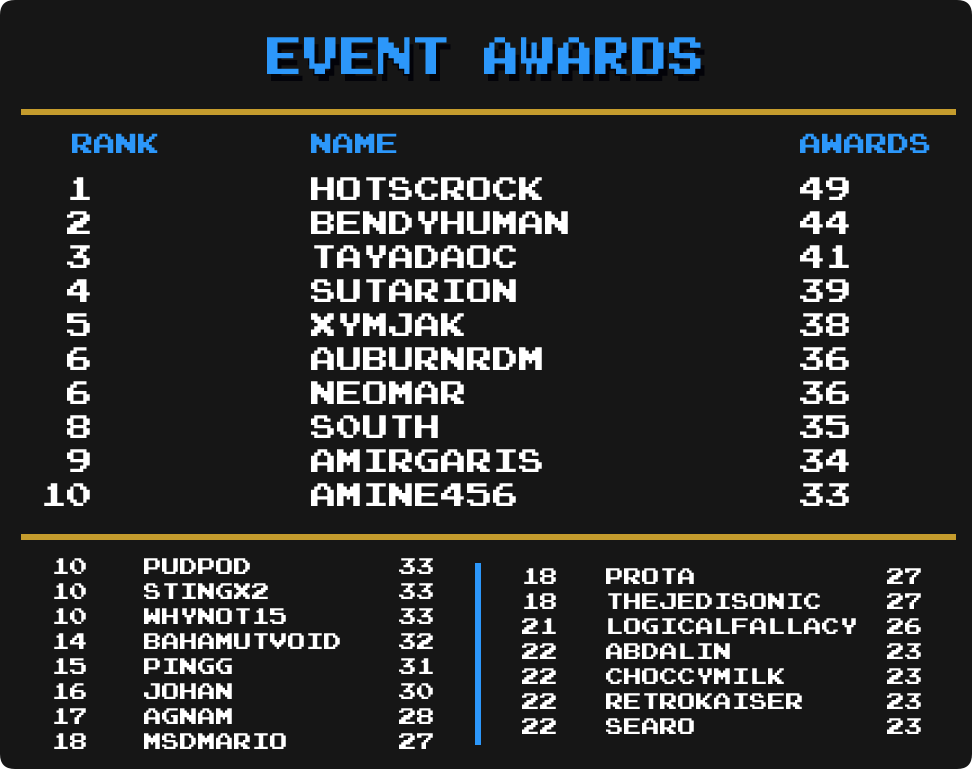 EVENT AWARDS
RANK NAME AWARDS
1 HOTSCROCK 49
2 BENDYHUMAN 44
3 TAYADAOC 41
4 SUTARION 39
5 XYMJAK 38
6 AUBURNRDM 36
6 NEOMAR 36
8 SOUTH 35
9 AMIRGARIS 34
10 AMINE456 33
10 PUDPOD 33
10 STINGX2 33
10 WHYNOT15 33
14 BAHAMUTVOID 32
15 PINGG 31
16 JOHAN 30
17 AGNAM 28
18 MSDMARIO 27
18 PROTA 27
18 THEJEDISONIC 27
21 LOGICALFALLACY 26
22 ABDALIN 23
22 CHOCCYMILK 23
22 RETROKAISER 23
22 SEARO 23